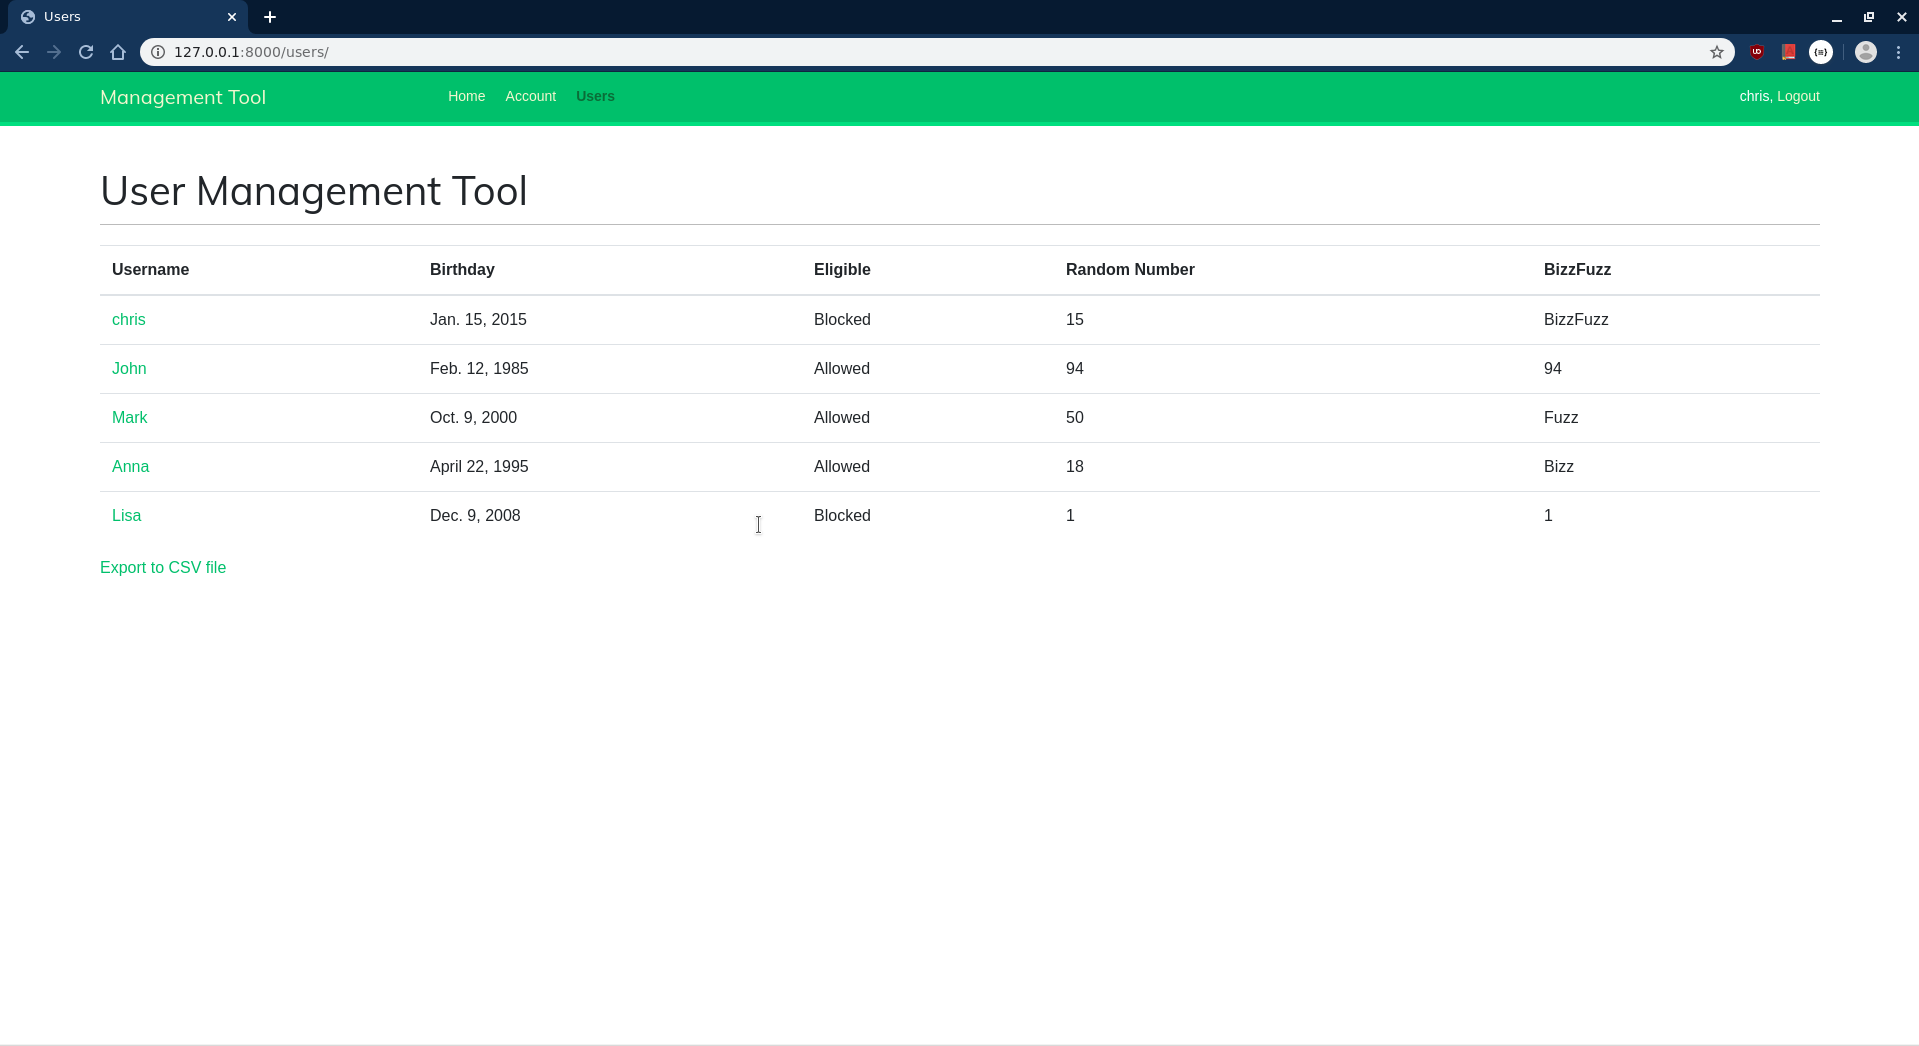 Users
127.0.0.1:8000/users/
Management Tool Home Account Users chris, Logout
User Management Tool
Username Birthday Eligible Random Number BizzFuzz
chris Jan. 15, 2015 Blocked 15 BizzFuzz
John Feb. 12, 1985 Allowed 94 94
Mark Oct. 9, 2000 Allowed 50 Fuzz
Anna April 22, 1995 Allowed 18 Bizz
Lisa Dec. 9, 2008 Blocked 1 1
Export to CSV file